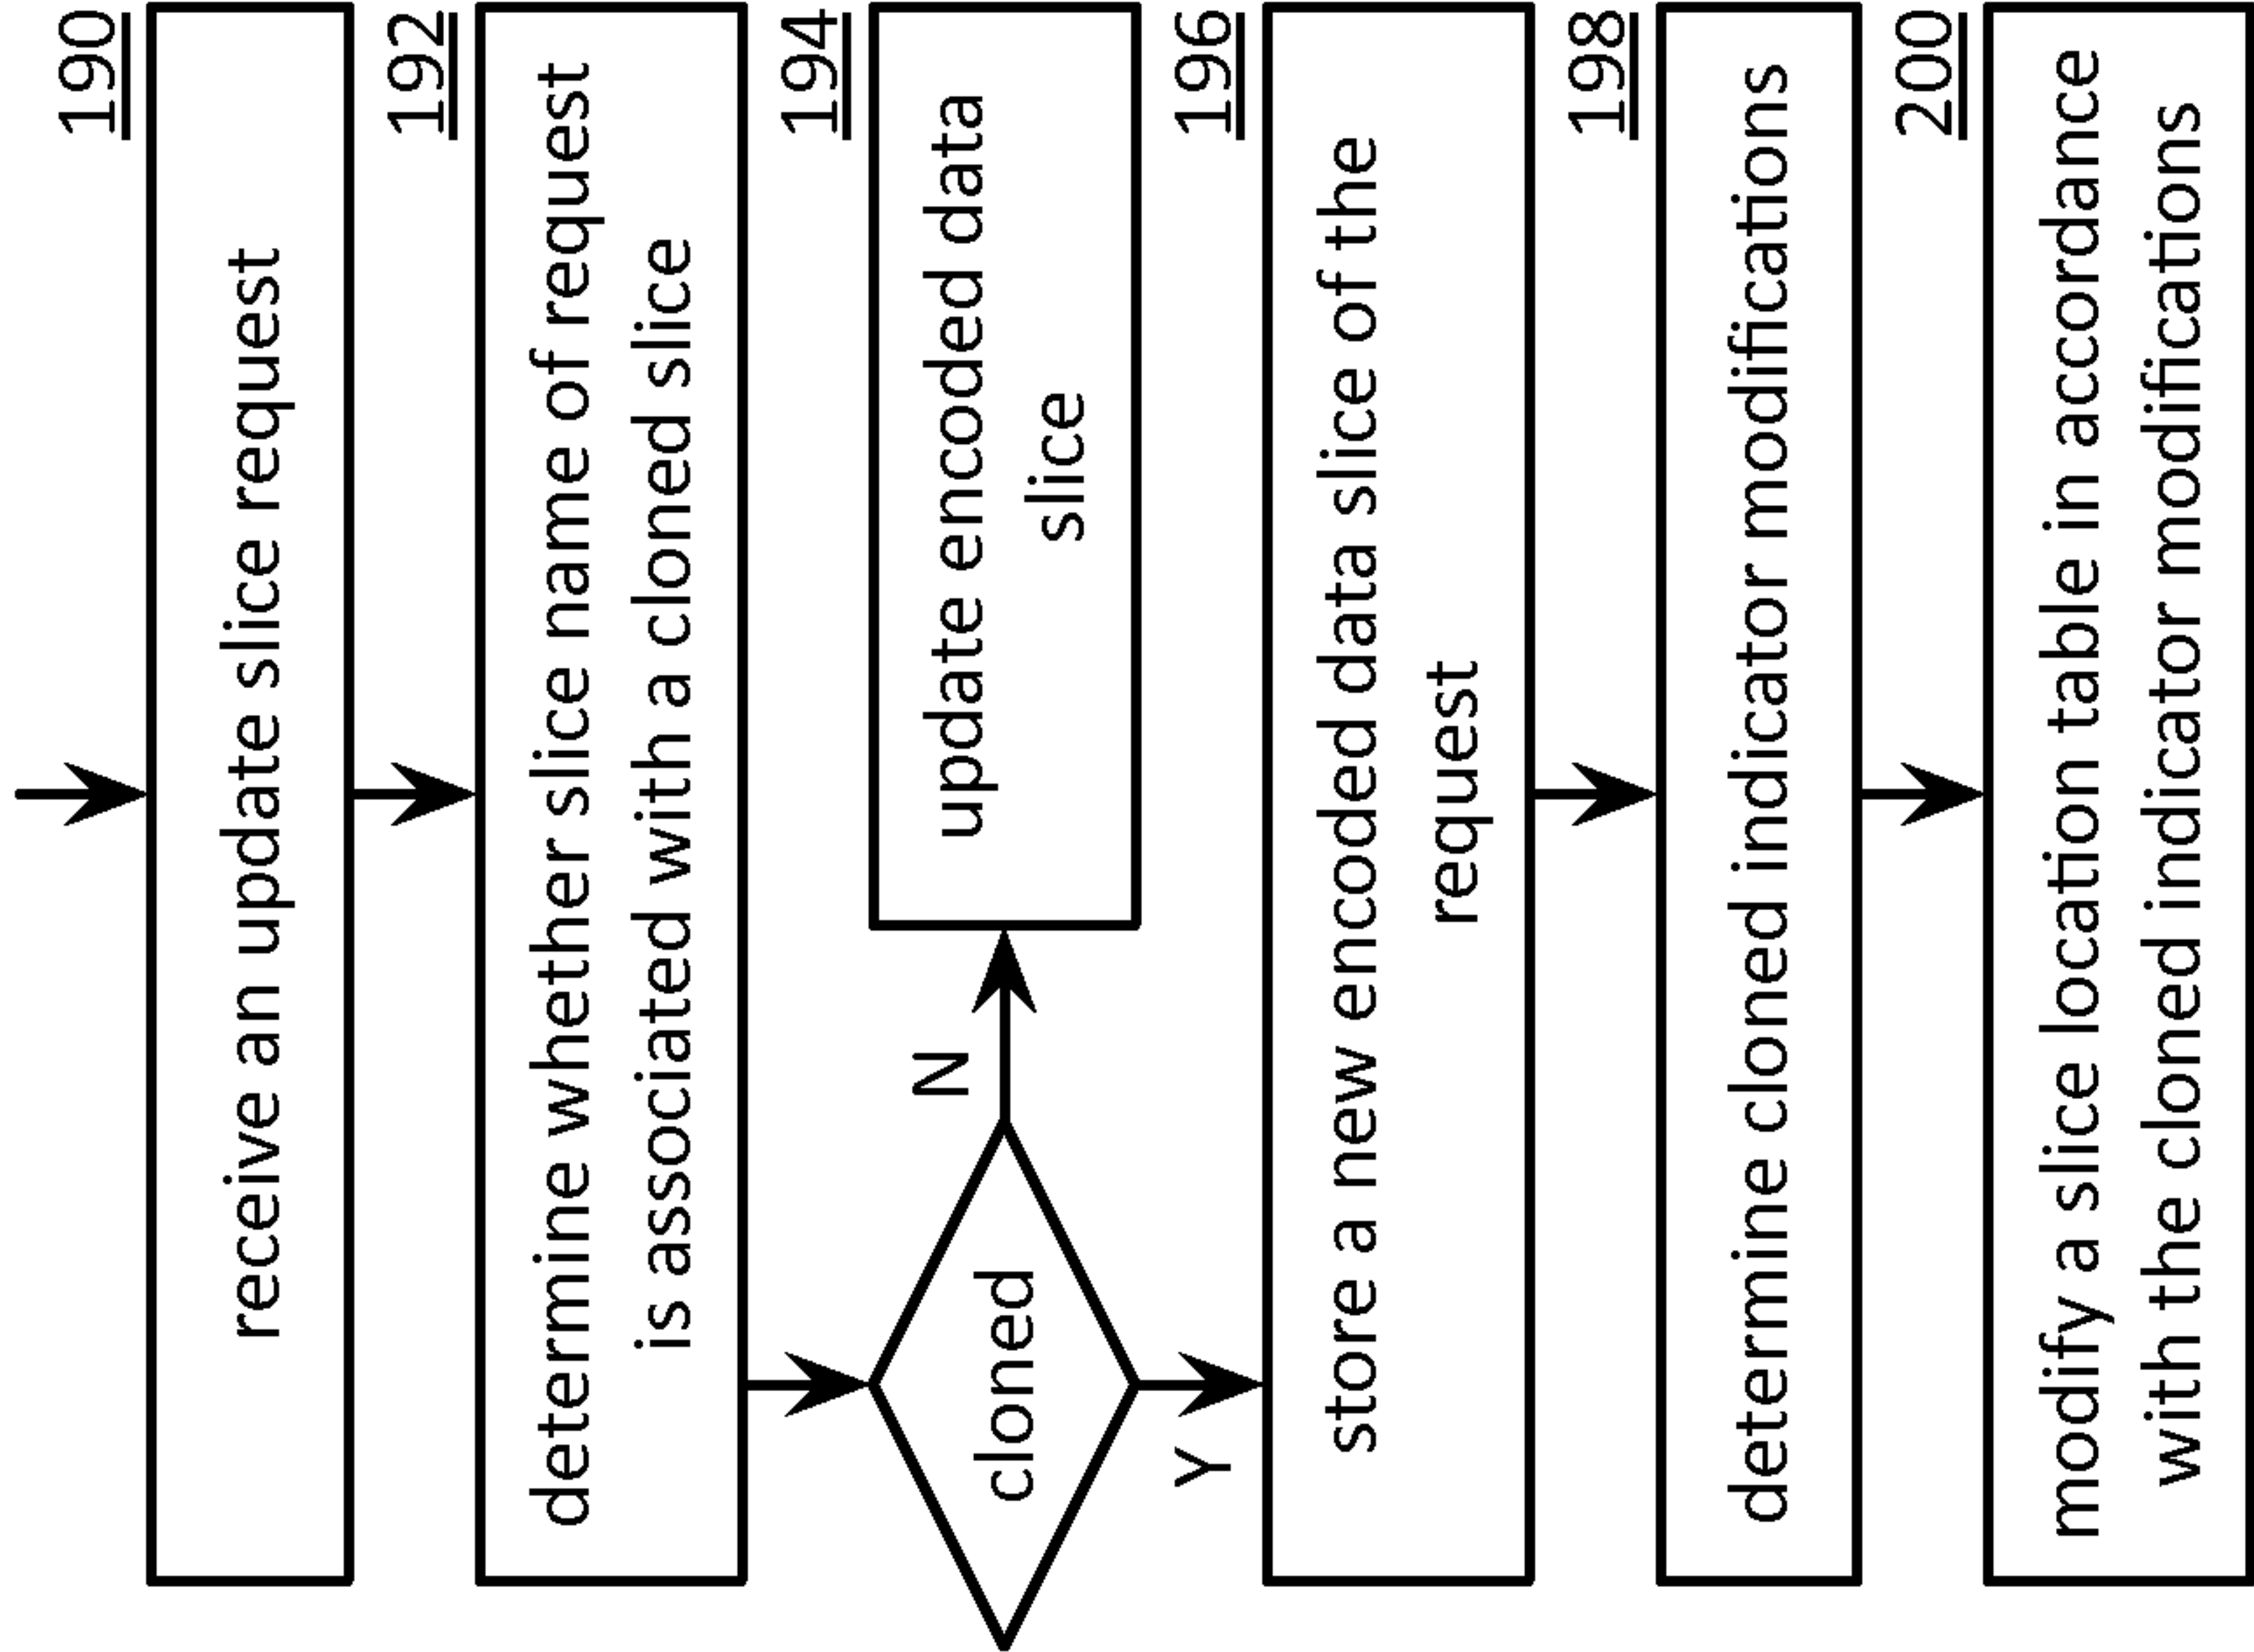 190
receive an update slice request
192
determine whether slice name of request
is associated with a cloned slice
cloned
N
194
update encoded data
slice
Y
196
store a new encoded data slice of the
request
198
determine cloned indicator modifications
200
modify a slice location table in accordance
with the cloned indicator modifications